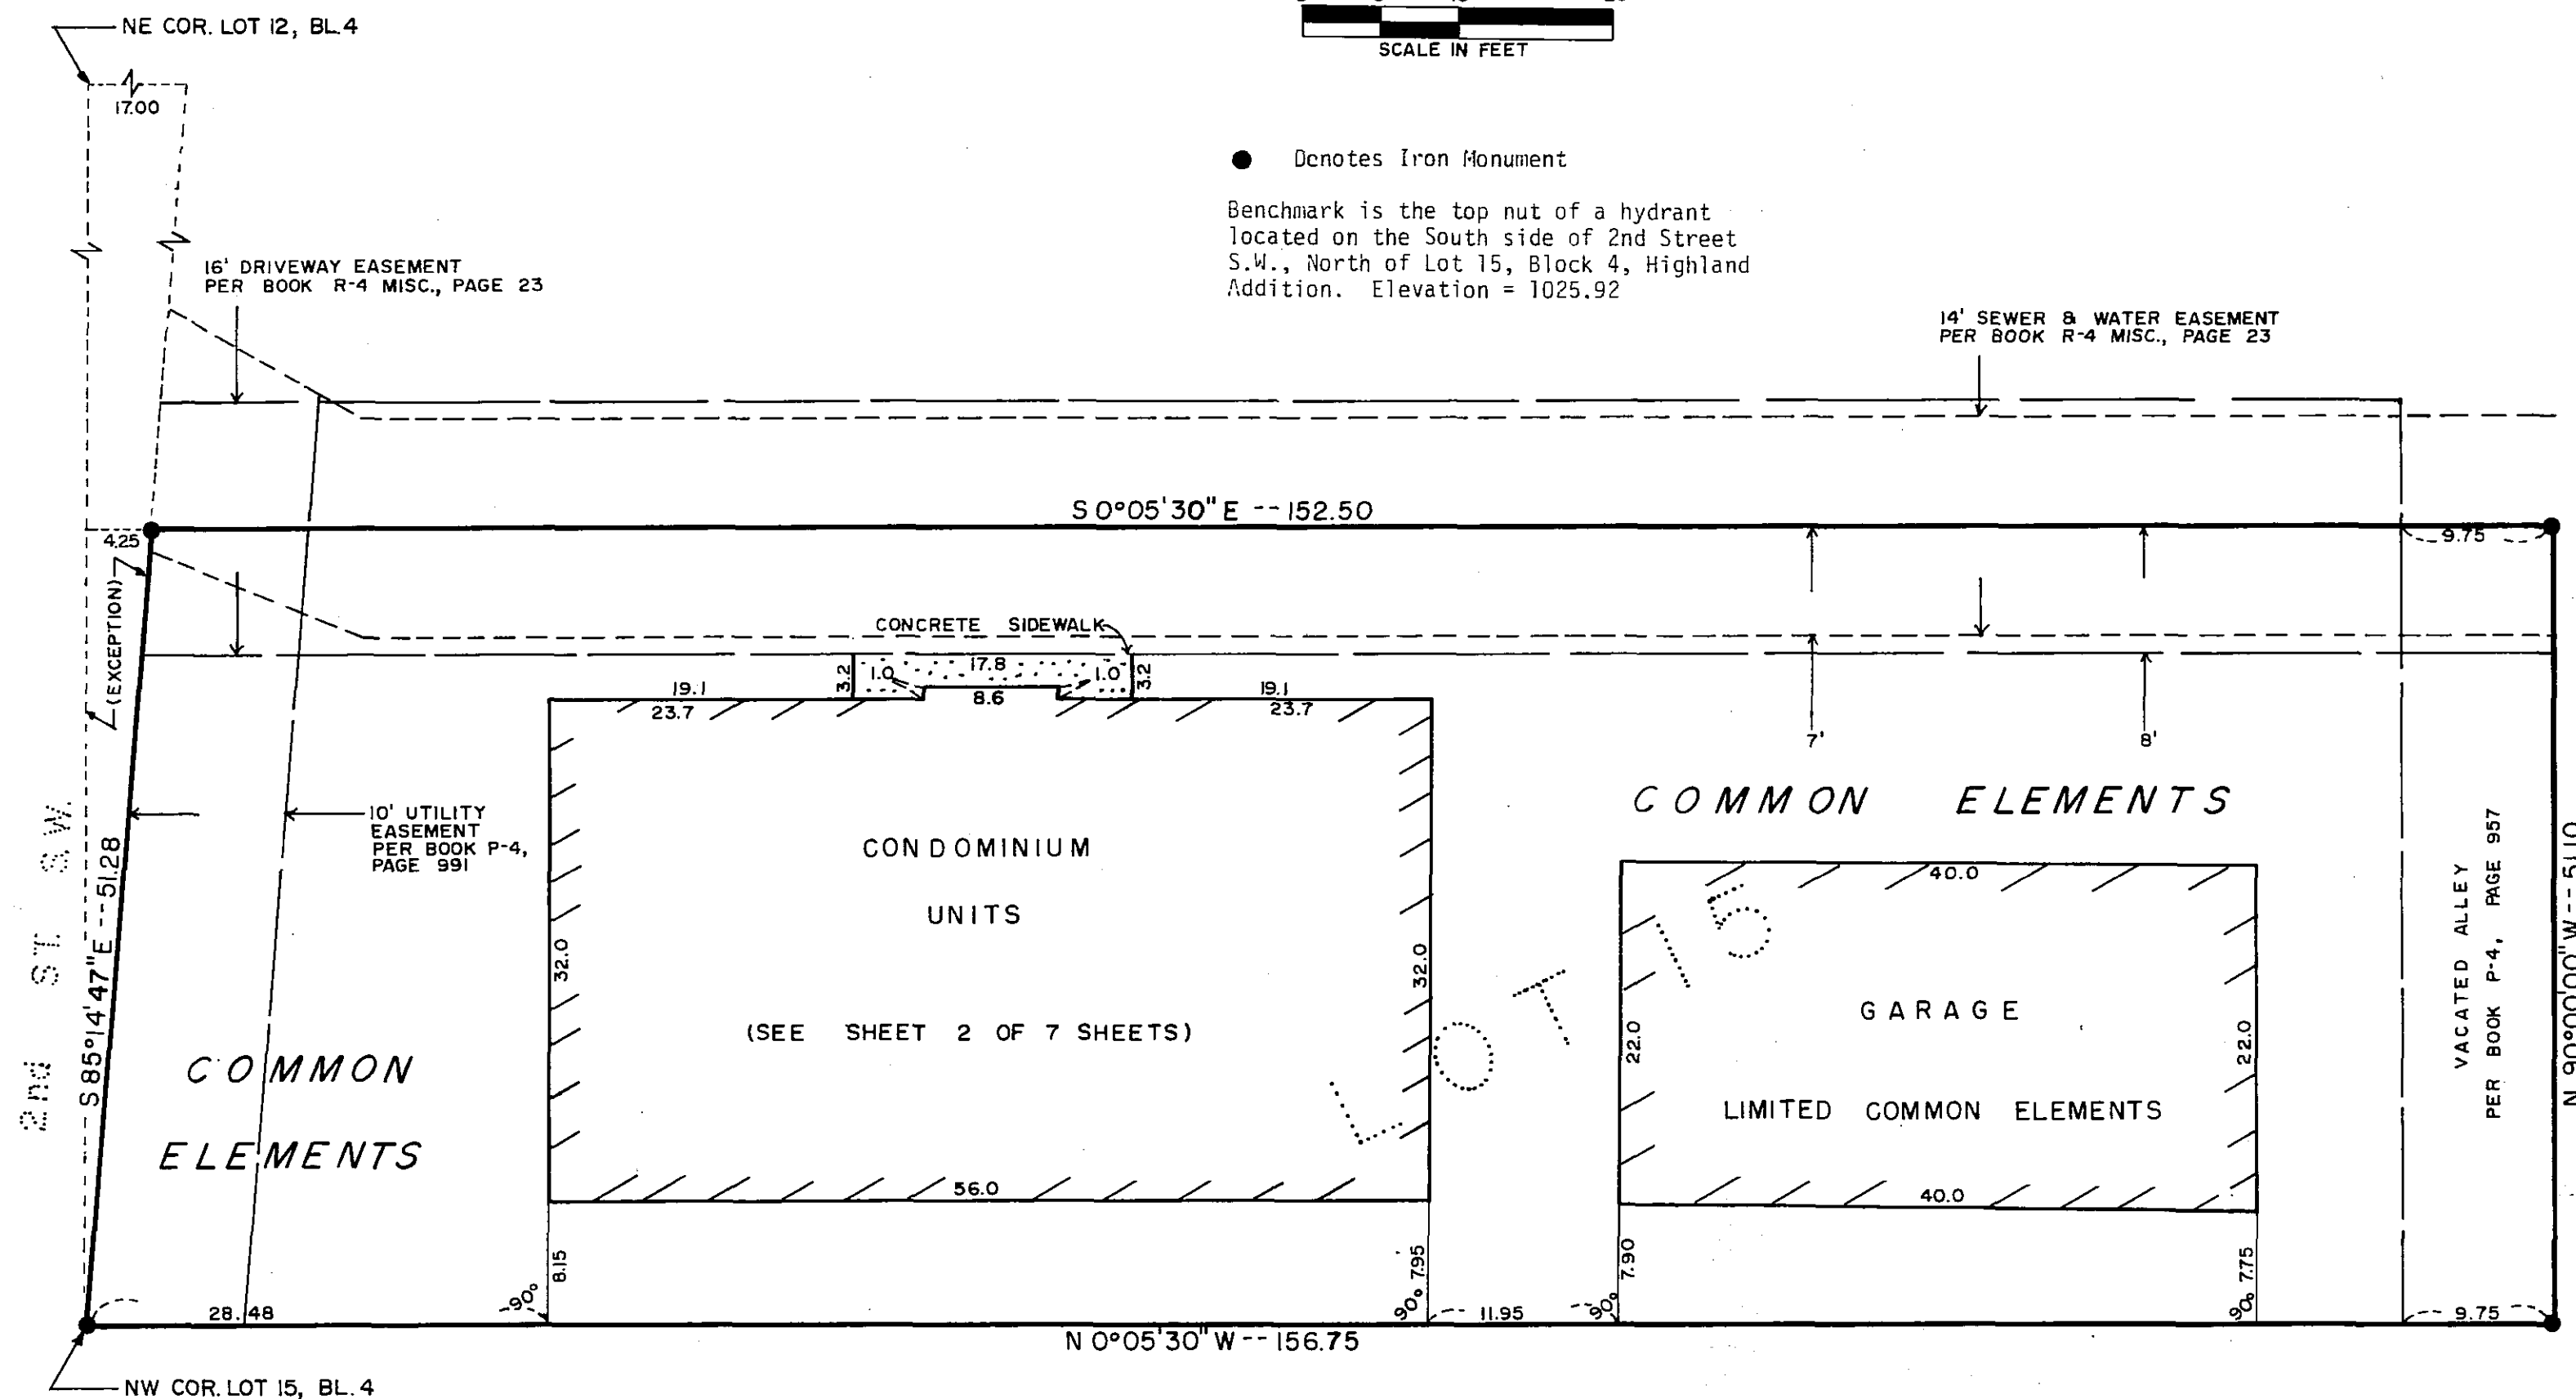 NE COR. LOT 12, BL.4
SCALE IN FEET
17.00
● Denotes Iron Monument
Benchmark is the top nut of a hydrant
located on the South side of 2nd Street
S.W., North of Lot 15, Block 4, Highland
Addition. Elevation = 1025.92
16' DRIVEWAY EASEMENT
PER BOOK R-4 MISC., PAGE 23
14' SEWER & WATER EASEMENT
PER BOOK R-4 MISC., PAGE 23
S 0°05'30" E -- 152.50
4.25
9.75
(EXCEPTION)
CONCRETE SIDEWALK
17.8
3.2
1.0
1.0
3.2
19.1
8.6
19.1
23.7
23.7
7'
8'
10' UTILITY
EASEMENT
PER BOOK P-4,
PAGE 991
COMMON ELEMENTS
CONDOMINIUM
UNITS
(SEE SHEET 2 OF 7 SHEETS)
32.0
32.0
56.0
2nd ST. S.W.
S 85°14'47" E -- 51.28
COMMON
ELEMENTS
LOT 15
40.0
GARAGE
LIMITED COMMON ELEMENTS
22.0
22.0
40.0
VACATED ALLEY
PER BOOK P-4, PAGE 957
N 90°00'00" W -- 51.10
8.15
7.95
7.90
7.75
28.48
90°
90°
11.95
90°
90°
9.75
N 0°05'30" W -- 156.75
NW COR. LOT 15, BL. 4